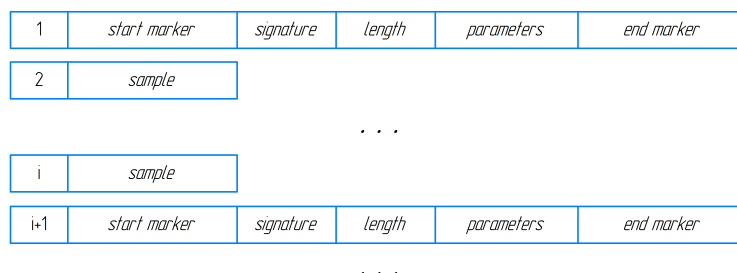 1 start marker signature length parameters end marker
2 sample
. . .
i sample
i+1 start marker signature length parameters end marker
. . .